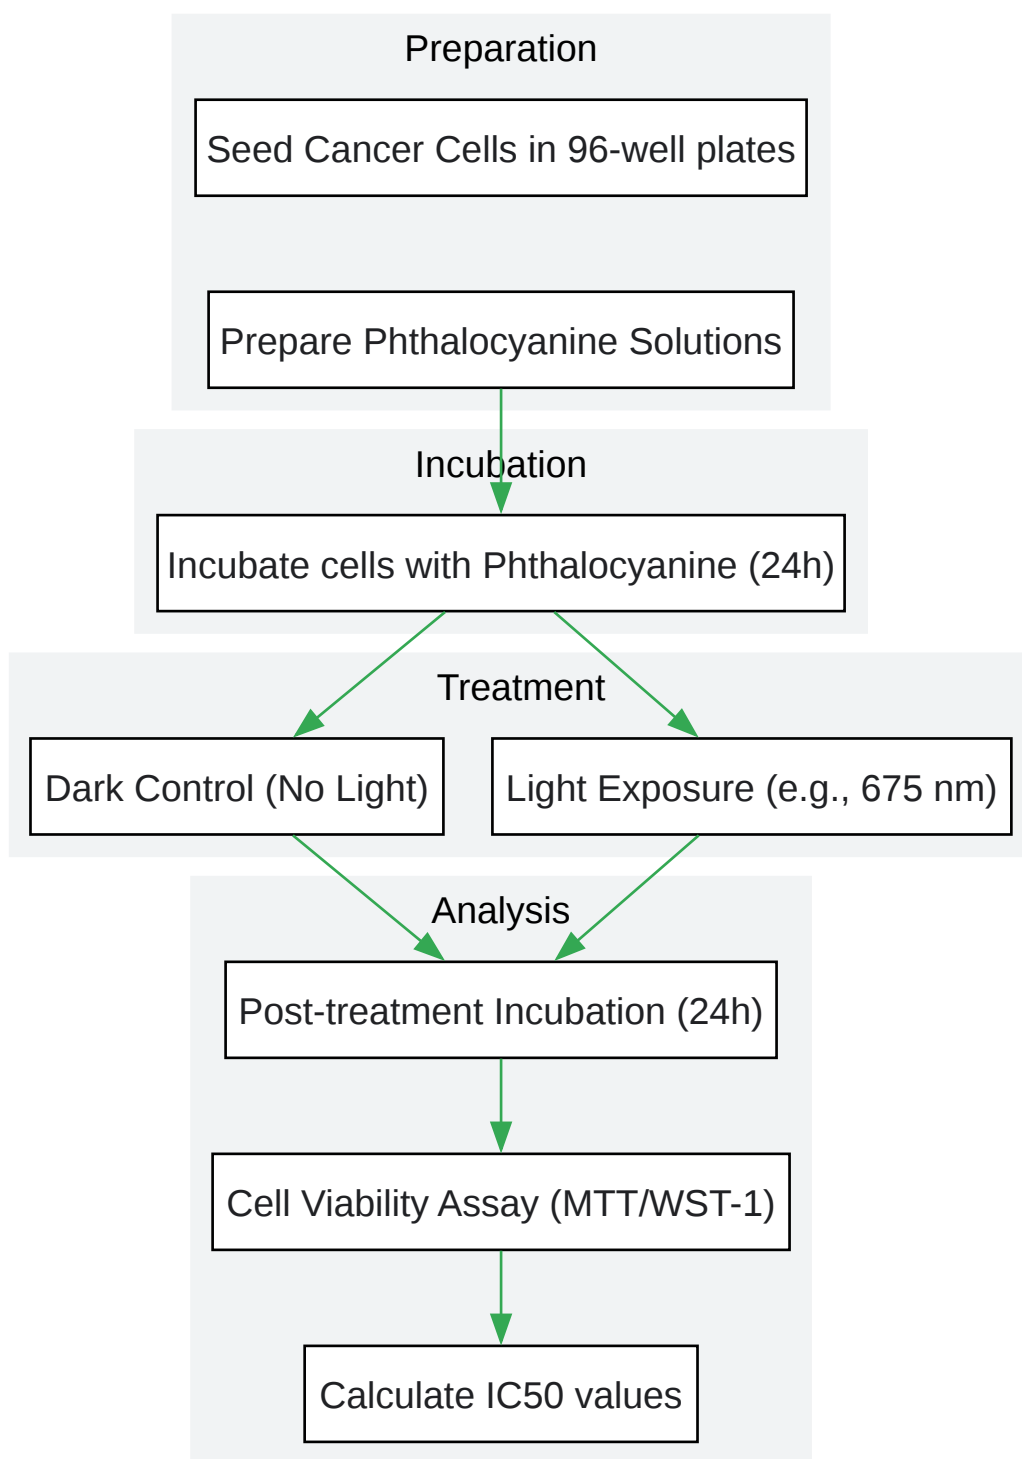 Preparation
Seed Cancer Cells in 96-well plates
Prepare Phthalocyanine Solutions
Incubation
Incubate cells with Phthalocyanine (24h)
Treatment
Dark Control (No Light)
Light Exposure (e.g., 675 nm)
Analysis
Post-treatment Incubation (24h)
Cell Viability Assay (MTT/WST-1)
Calculate IC50 values